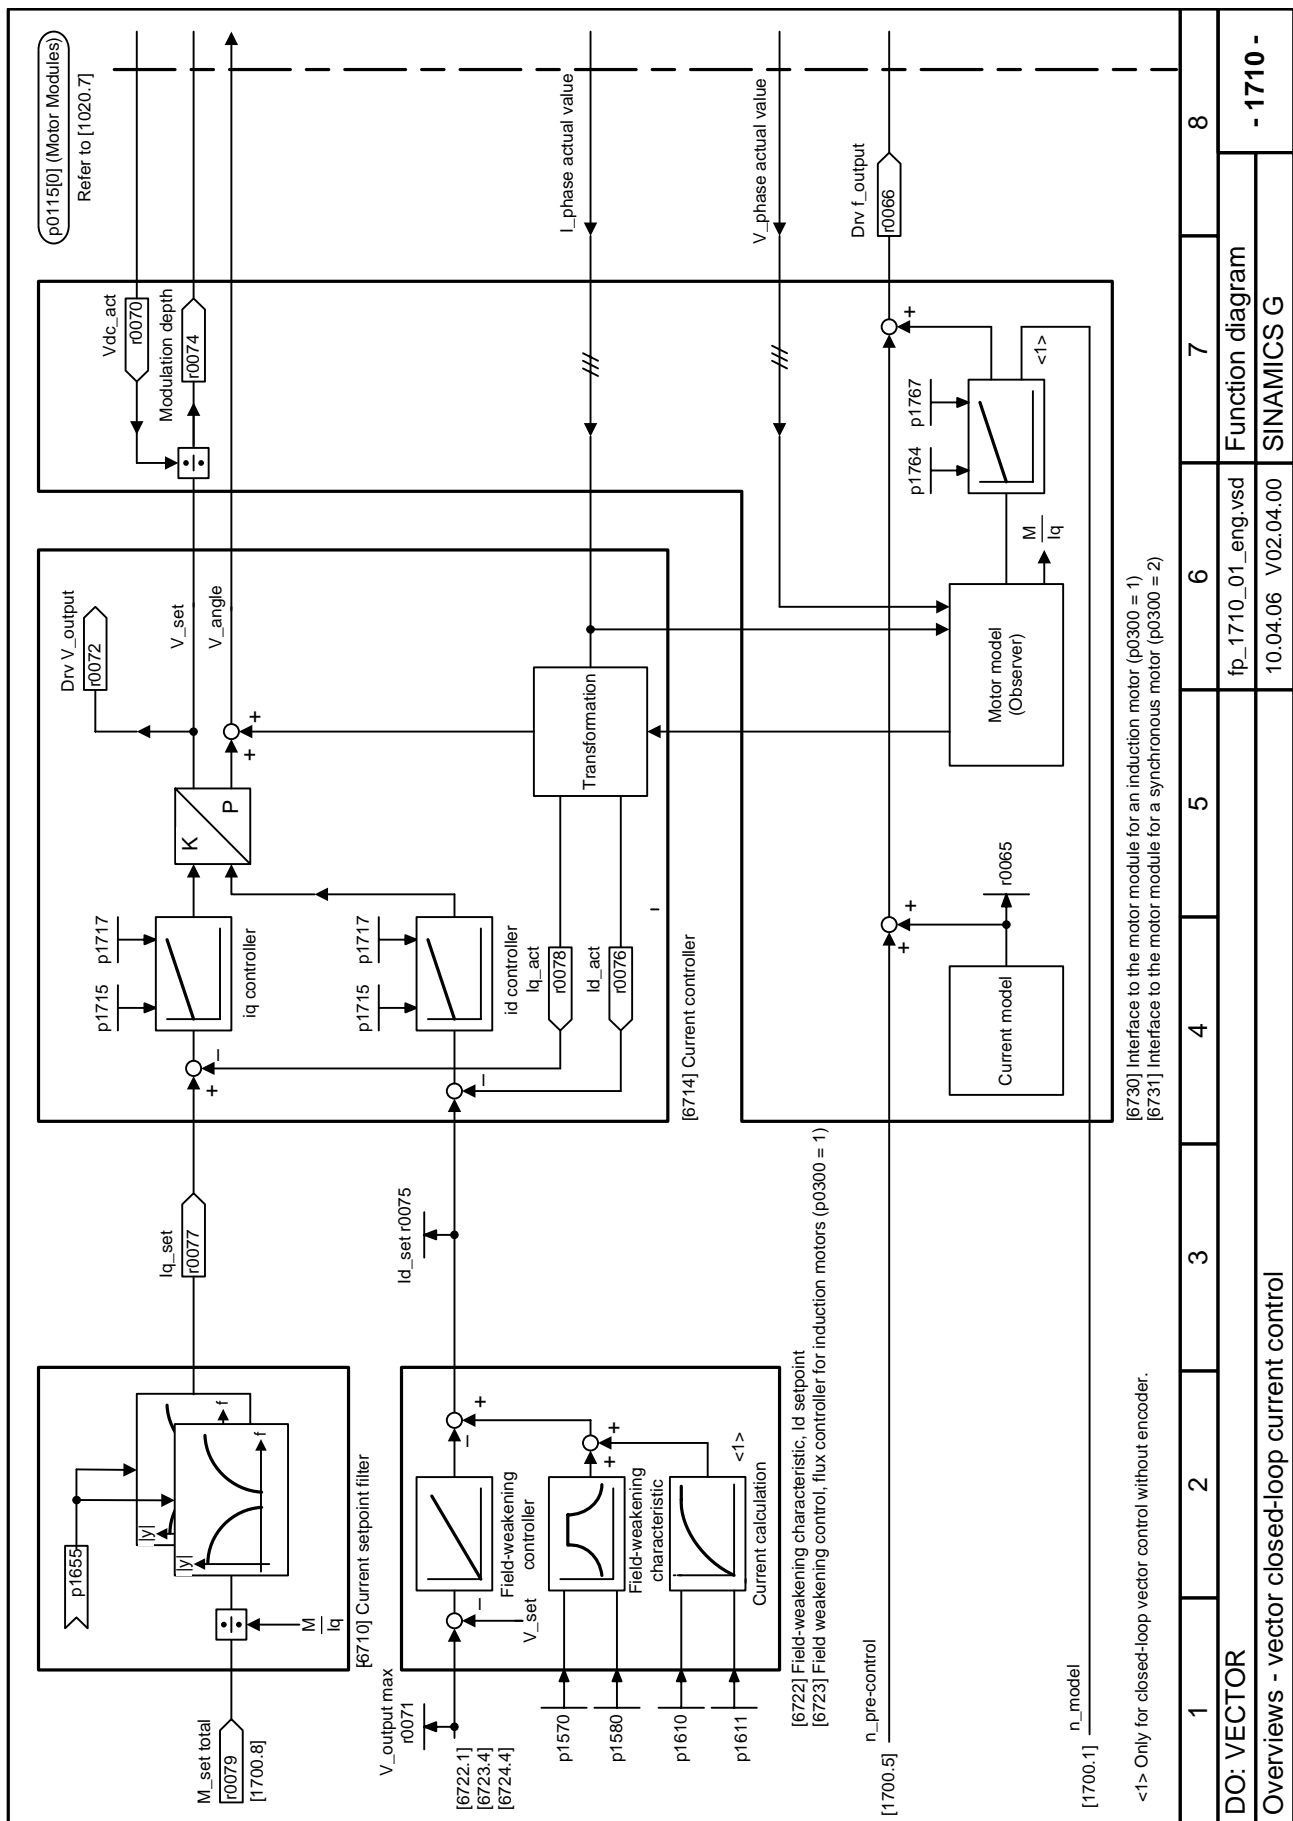 p0115[0] (Motor Modules)
Refer to [1020.7]
M_set total
r0079
[1700.8]
M
Iq
p1655
|y|
|y|
f
f
[6710] Current setpoint filter
Iq_set
r0077
+
–
p1715
p1717
iq controller
K
P
Drv V_output
r0072
V_set
V_angle
+
+
Vdc_act
r0070
Modulation depth
r0074
V_output max
r0071
[6722.1]
[6723.4]
[6724.4]
–
V_set
Field-weakening
controller
–
+
p1570
p1580
Field-weakening
characteristic
+
+
p1610
p1611
Current calculation
<1>
[6722] Field-weakening characteristic, Id setpoint
[6723] Field weakening control, flux controller for induction motors (p0300 = 1)
Id_set r0075
–
p1715
p1717
id controller
Iq_act
r0078
Id_act
r0076
–
Transformation
[6714] Current controller
I_phase actual value
V_phase actual value
n_pre-control
[1700.5]
+
+
Current model
r0065
Motor model
(Observer)
M
Iq
p1764
p1767
<1>
+
Drv f_output
r0066
n_model
[1700.1]
[6730] Interface to the motor module for an induction motor (p0300 = 1)
[6731] Interface to the motor module for a synchronous motor (p0300 = 2)
<1> Only for closed-loop vector control without encoder.
1
2
3
4
5
6
7
8
DO: VECTOR
fp_1710_01_eng.vsd
Function diagram
- 1710 -
Overviews - vector closed-loop current control
10.04.06 V02.04.00
SINAMICS G